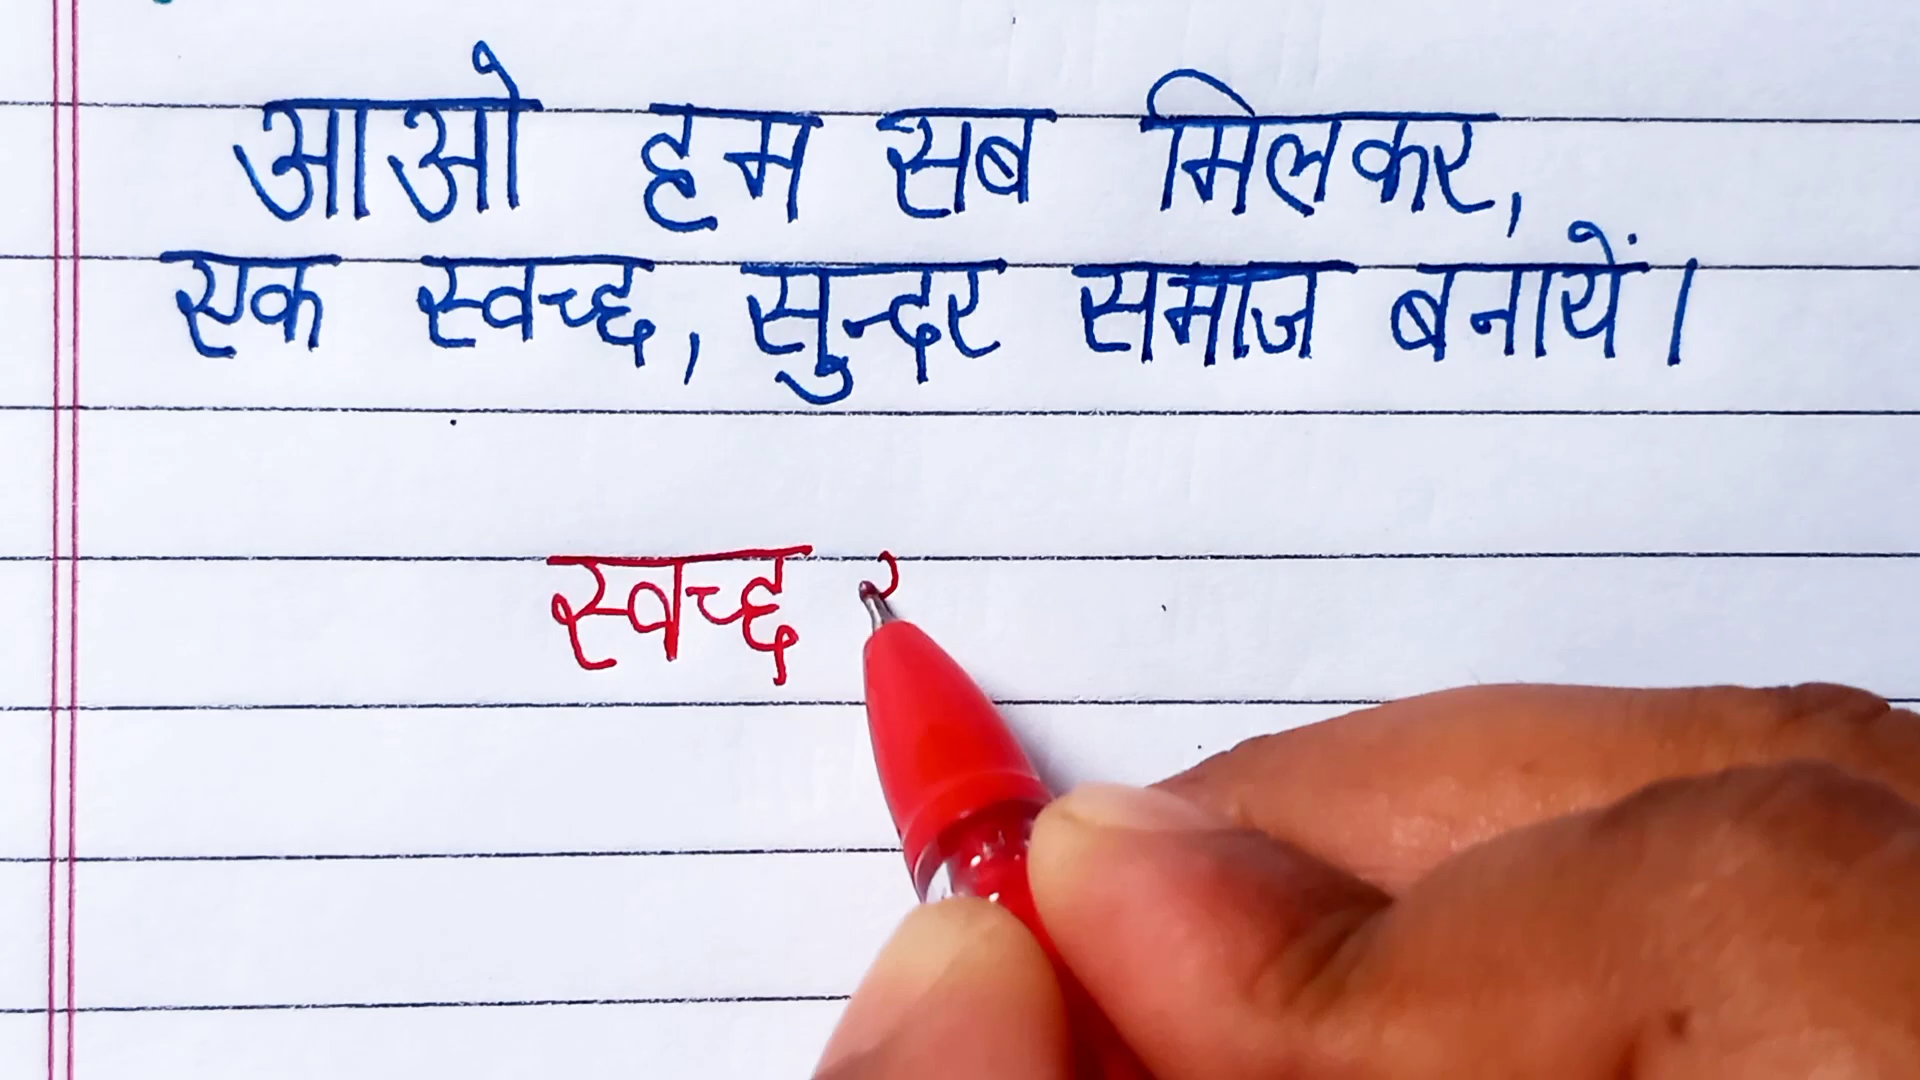 आओ हम सब मिलकर,
एक स्वच्छ, सुन्दर समाज बनायें।
स्वच्छ